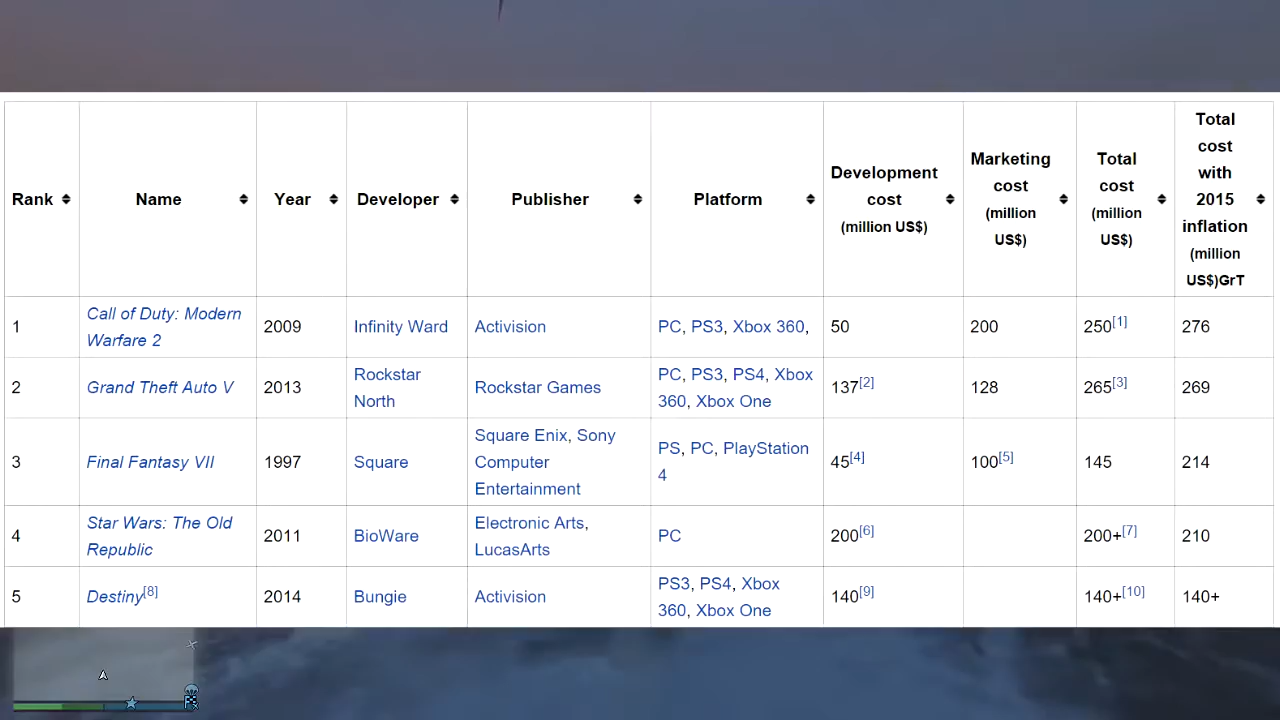 Rank Name Year Developer Publisher Platform Development cost (million US$) Marketing cost (million US$) Total cost (million US$) Total cost with 2015 inflation (million US$)GrT
1 Call of Duty: Modern Warfare 2 2009 Infinity Ward Activision PC, PS3, Xbox 360, 50 200 250[1] 276
2 Grand Theft Auto V 2013 Rockstar North Rockstar Games PC, PS3, PS4, Xbox 360, Xbox One 137[2] 128 265[3] 269
3 Final Fantasy VII 1997 Square Square Enix, Sony Computer Entertainment PS, PC, PlayStation 4 45[4] 100[5] 145 214
4 Star Wars: The Old Republic 2011 BioWare Electronic Arts, LucasArts PC 200[6] 200+[7] 210
5 Destiny[8] 2014 Bungie Activision PS3, PS4, Xbox 360, Xbox One 140[9] 140+[10] 140+